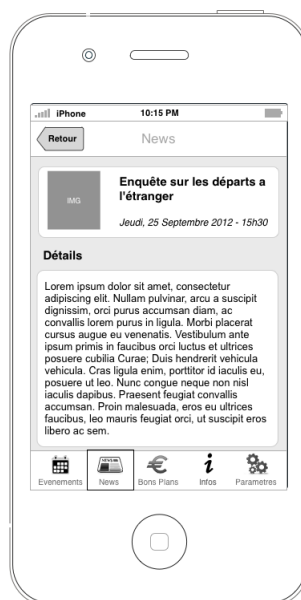 iPhone 10:15 PM
Retour News
IMG
Enquête sur les départs a
l'étranger
Jeudi, 25 Septembre 2012 - 15h30
Détails
Lorem ipsum dolor sit amet, consectetur
adipiscing elit. Nullam pulvinar, arcu a suscipit
dignissim, orci purus accumsan diam, ac
convallis lorem purus in ligula. Morbi placerat
cursus augue eu venenatis. Vestibulum ante
ipsum primis in faucibus orci luctus et ultrices
posuere cubilia Curae; Duis hendrerit vehicula
vehicula. Cras ligula enim, porttitor id iaculis eu,
posuere ut leo. Nunc congue neque non nisl
iaculis dapibus. Praesent feugiat convallis
accumsan. Proin malesuada, eros eu ultrices
faucibus, leo mauris feugiat orci, ut suscipit eros
libero ac sem.
Evenements News Bons Plans Infos Parametres